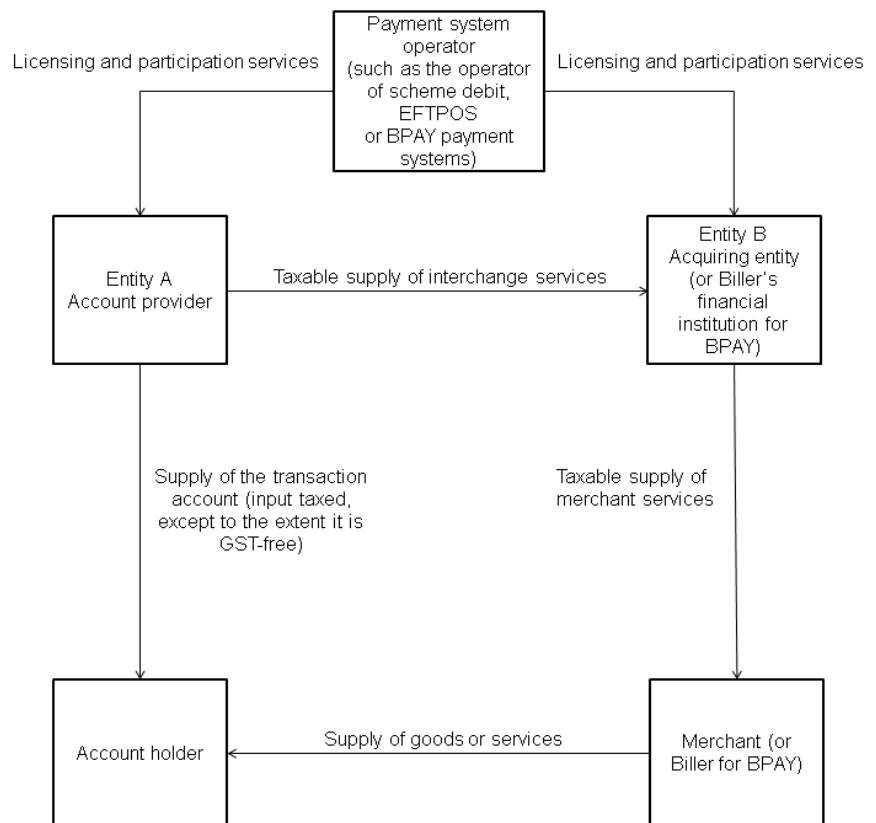 Payment system
operator
(such as the operator
of scheme debit,
EFTPOS
or BPAY payment
systems)
Licensing and participation services
Licensing and participation services
Entity A
Account provider
Taxable supply of interchange services
Entity B
Acquiring entity
(or Biller's
financial
institution for
BPAY)
Supply of the transaction
account (input taxed,
except to the extent it is
GST-free)
Taxable supply of
merchant services
Account holder
Supply of goods or services
Merchant (or
Biller for BPAY)